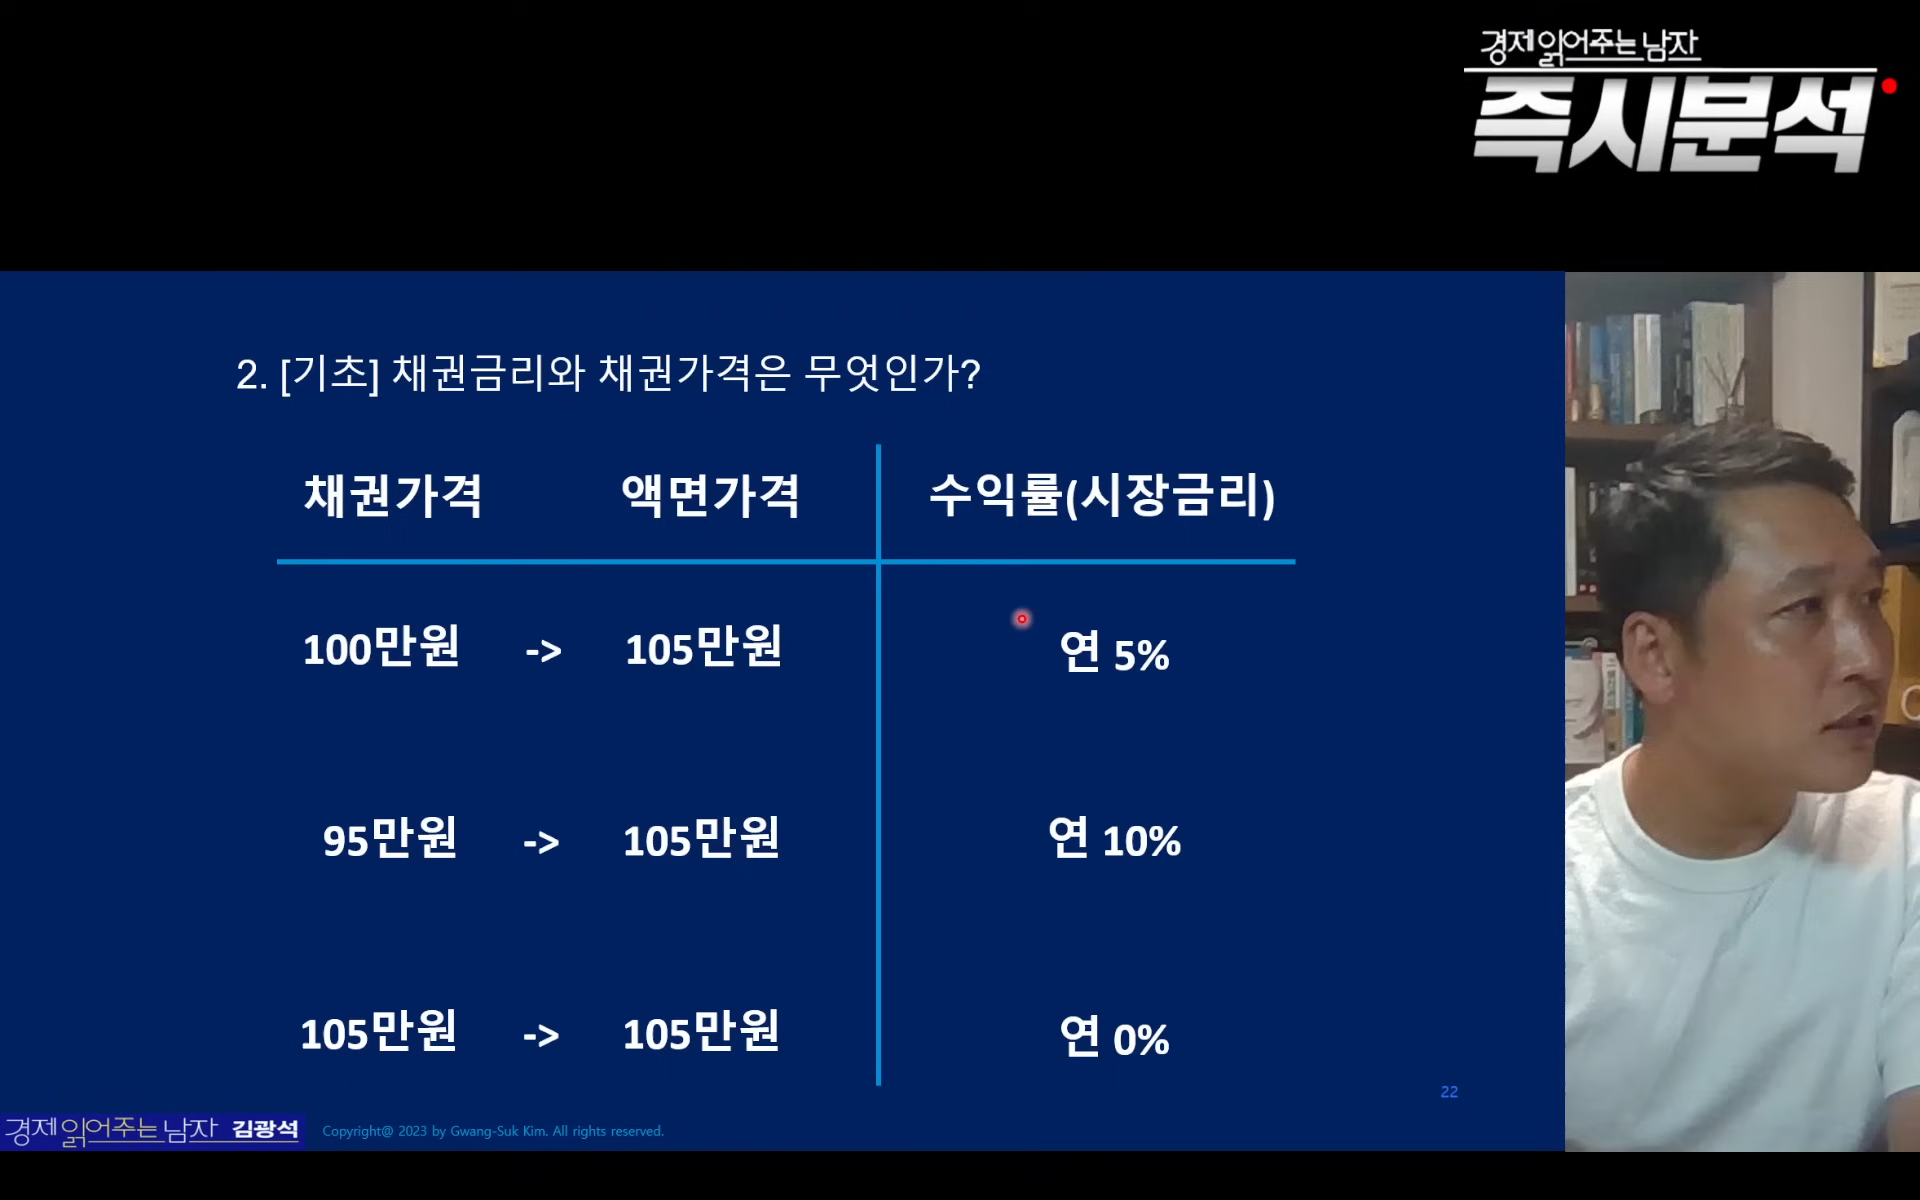 경제 읽어주는 남자
즉시분석
2. [기초] 채권금리와 채권가격은 무엇인가?
채권가격 액면가격 수익률(시장금리)
100만원 -> 105만원 연 5%
95만원 -> 105만원 연 10%
105만원 -> 105만원 연 0%
22
경제 읽어주는 남자 김광석 Copyright@ 2023 by Gwang-Suk Kim. All rights reserved.